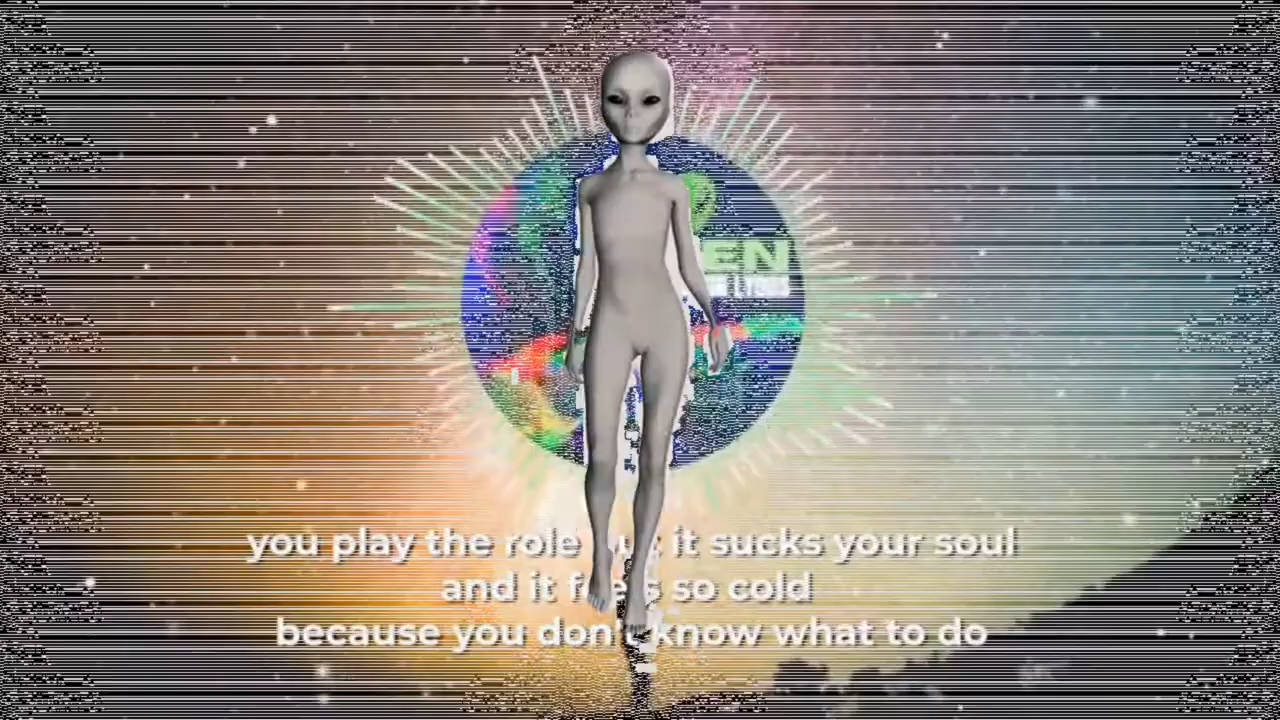 EN
you play the role it sucks your soul
and it so cold
because you don't know what to do